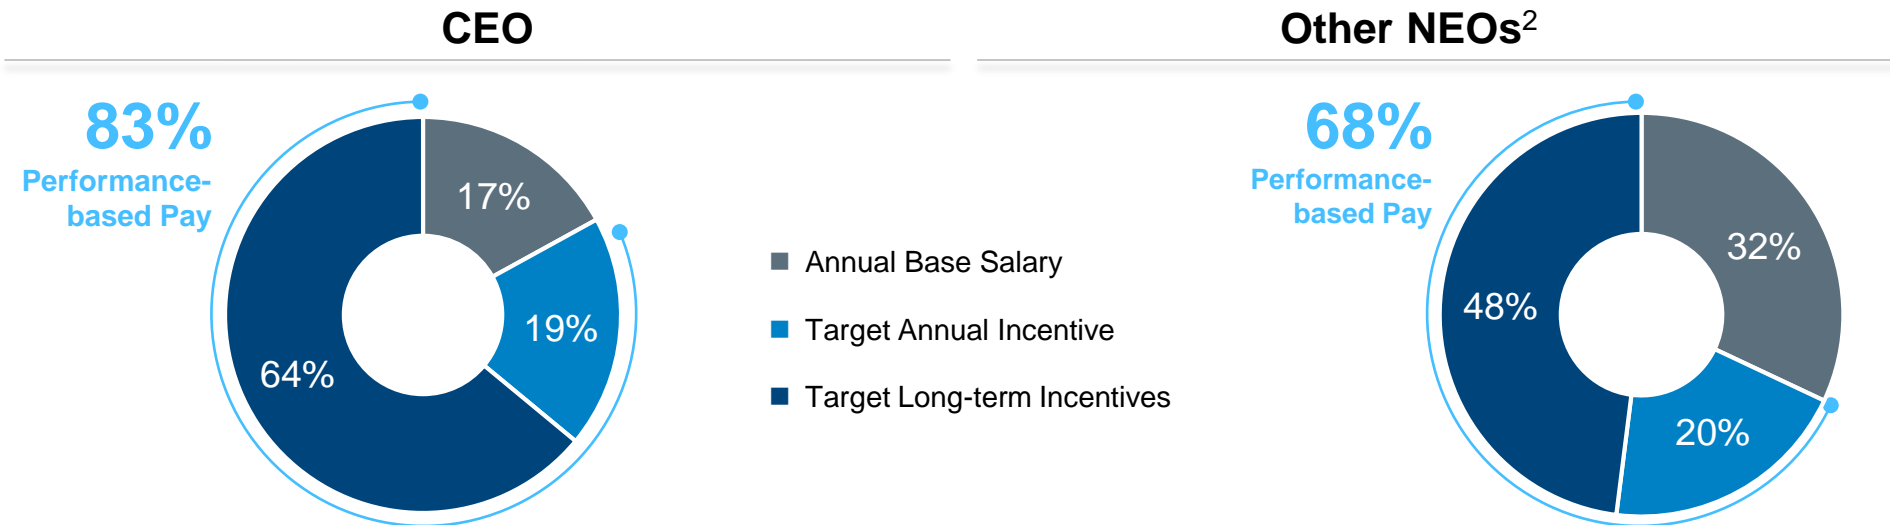 CEO
83%
Performance-
based Pay
17%
19%
64%
Annual Base Salary
Target Annual Incentive
Target Long-term Incentives
Other NEOs²
68%
Performance-
based Pay
32%
48%
20%